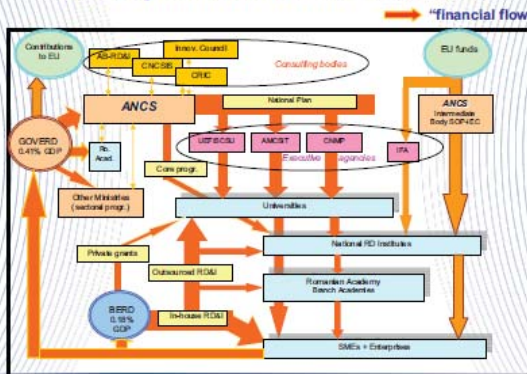 "financial flow
Contributions
to EU
AB-RD&I
Innov. Council
CNCSIS
CRIC
Consulting bodies
EU funds
ANCS
National Plan
ANCS
Intermediate
Body SOP-IEC
GOVERD
0.41% GDP
Ro.
Acad.
UEFISCSU
AMCSIT
CNMP
Executive agencies
IFA
Core progr.
Other Ministries
(sectoral progr.)
Universities
Private grants
National RD Institutes
Outsourced RD&I
Romanian Academy
Branch Academies
BERD
0.18%
GDP
In-house RD&I
SMEs + Enterprises